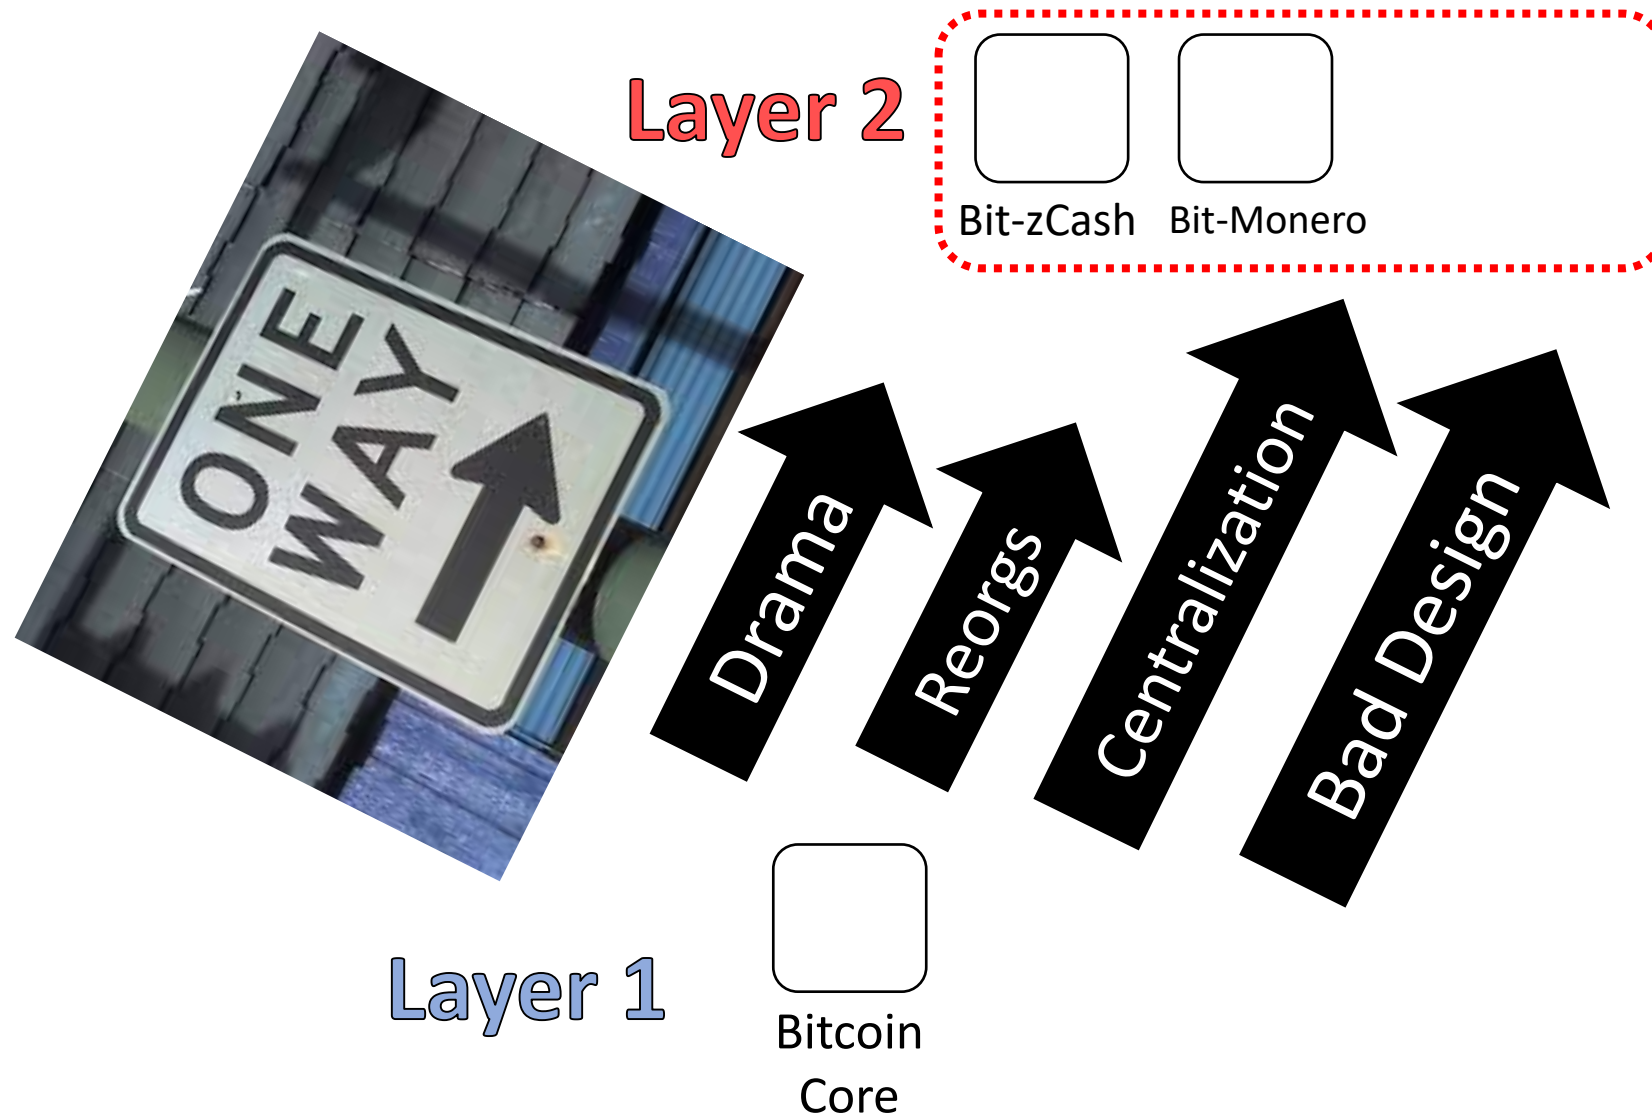 Layer 2
Bit-zCash
Bit-Monero
ONE
WAY
Drama
Reorgs
Centralization
Bad Design
Layer 1
Bitcoin
Core